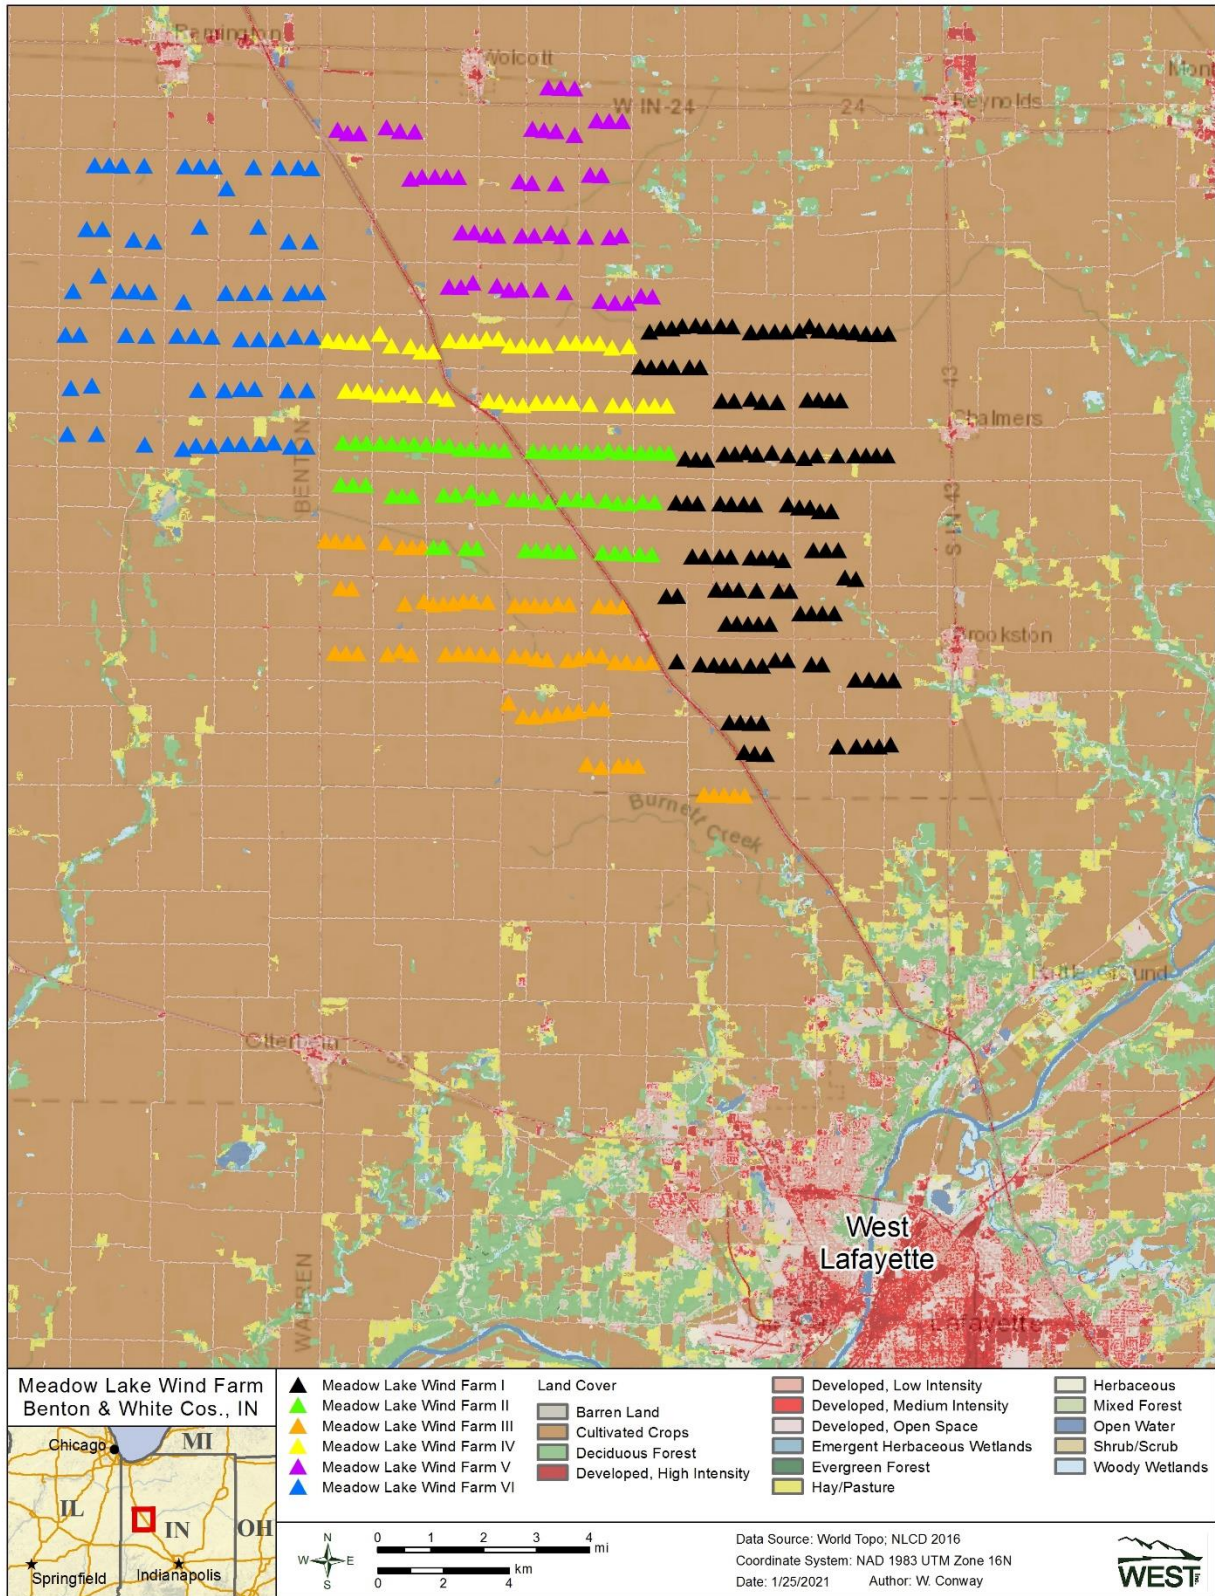 Remington
Wolcott
W IN-24
24
Reynolds
Mont
BENTON
S IN-43
43
Chalmers
Brookston
Burnett Creek
Battle Ground
Otterbein
52
WARREN
West
Lafayette
Lafayette
Meadow Lake Wind Farm
Benton & White Cos., IN
Chicago
MI
IL
IN
OH
Springfield
Indianapolis
Meadow Lake Wind Farm I
Meadow Lake Wind Farm II
Meadow Lake Wind Farm III
Meadow Lake Wind Farm IV
Meadow Lake Wind Farm V
Meadow Lake Wind Farm VI
Land Cover
Barren Land
Cultivated Crops
Deciduous Forest
Developed, High Intensity
Developed, Low Intensity
Developed, Medium Intensity
Developed, Open Space
Emergent Herbaceous Wetlands
Evergreen Forest
Hay/Pasture
Herbaceous
Mixed Forest
Open Water
Shrub/Scrub
Woody Wetlands
N
W E
S
0 1 2 3 4
mi
km
0 2 4
Data Source: World Topo; NLCD 2016
Coordinate System: NAD 1983 UTM Zone 16N
Date: 1/25/2021 Author: W. Conway
WEST Inc.